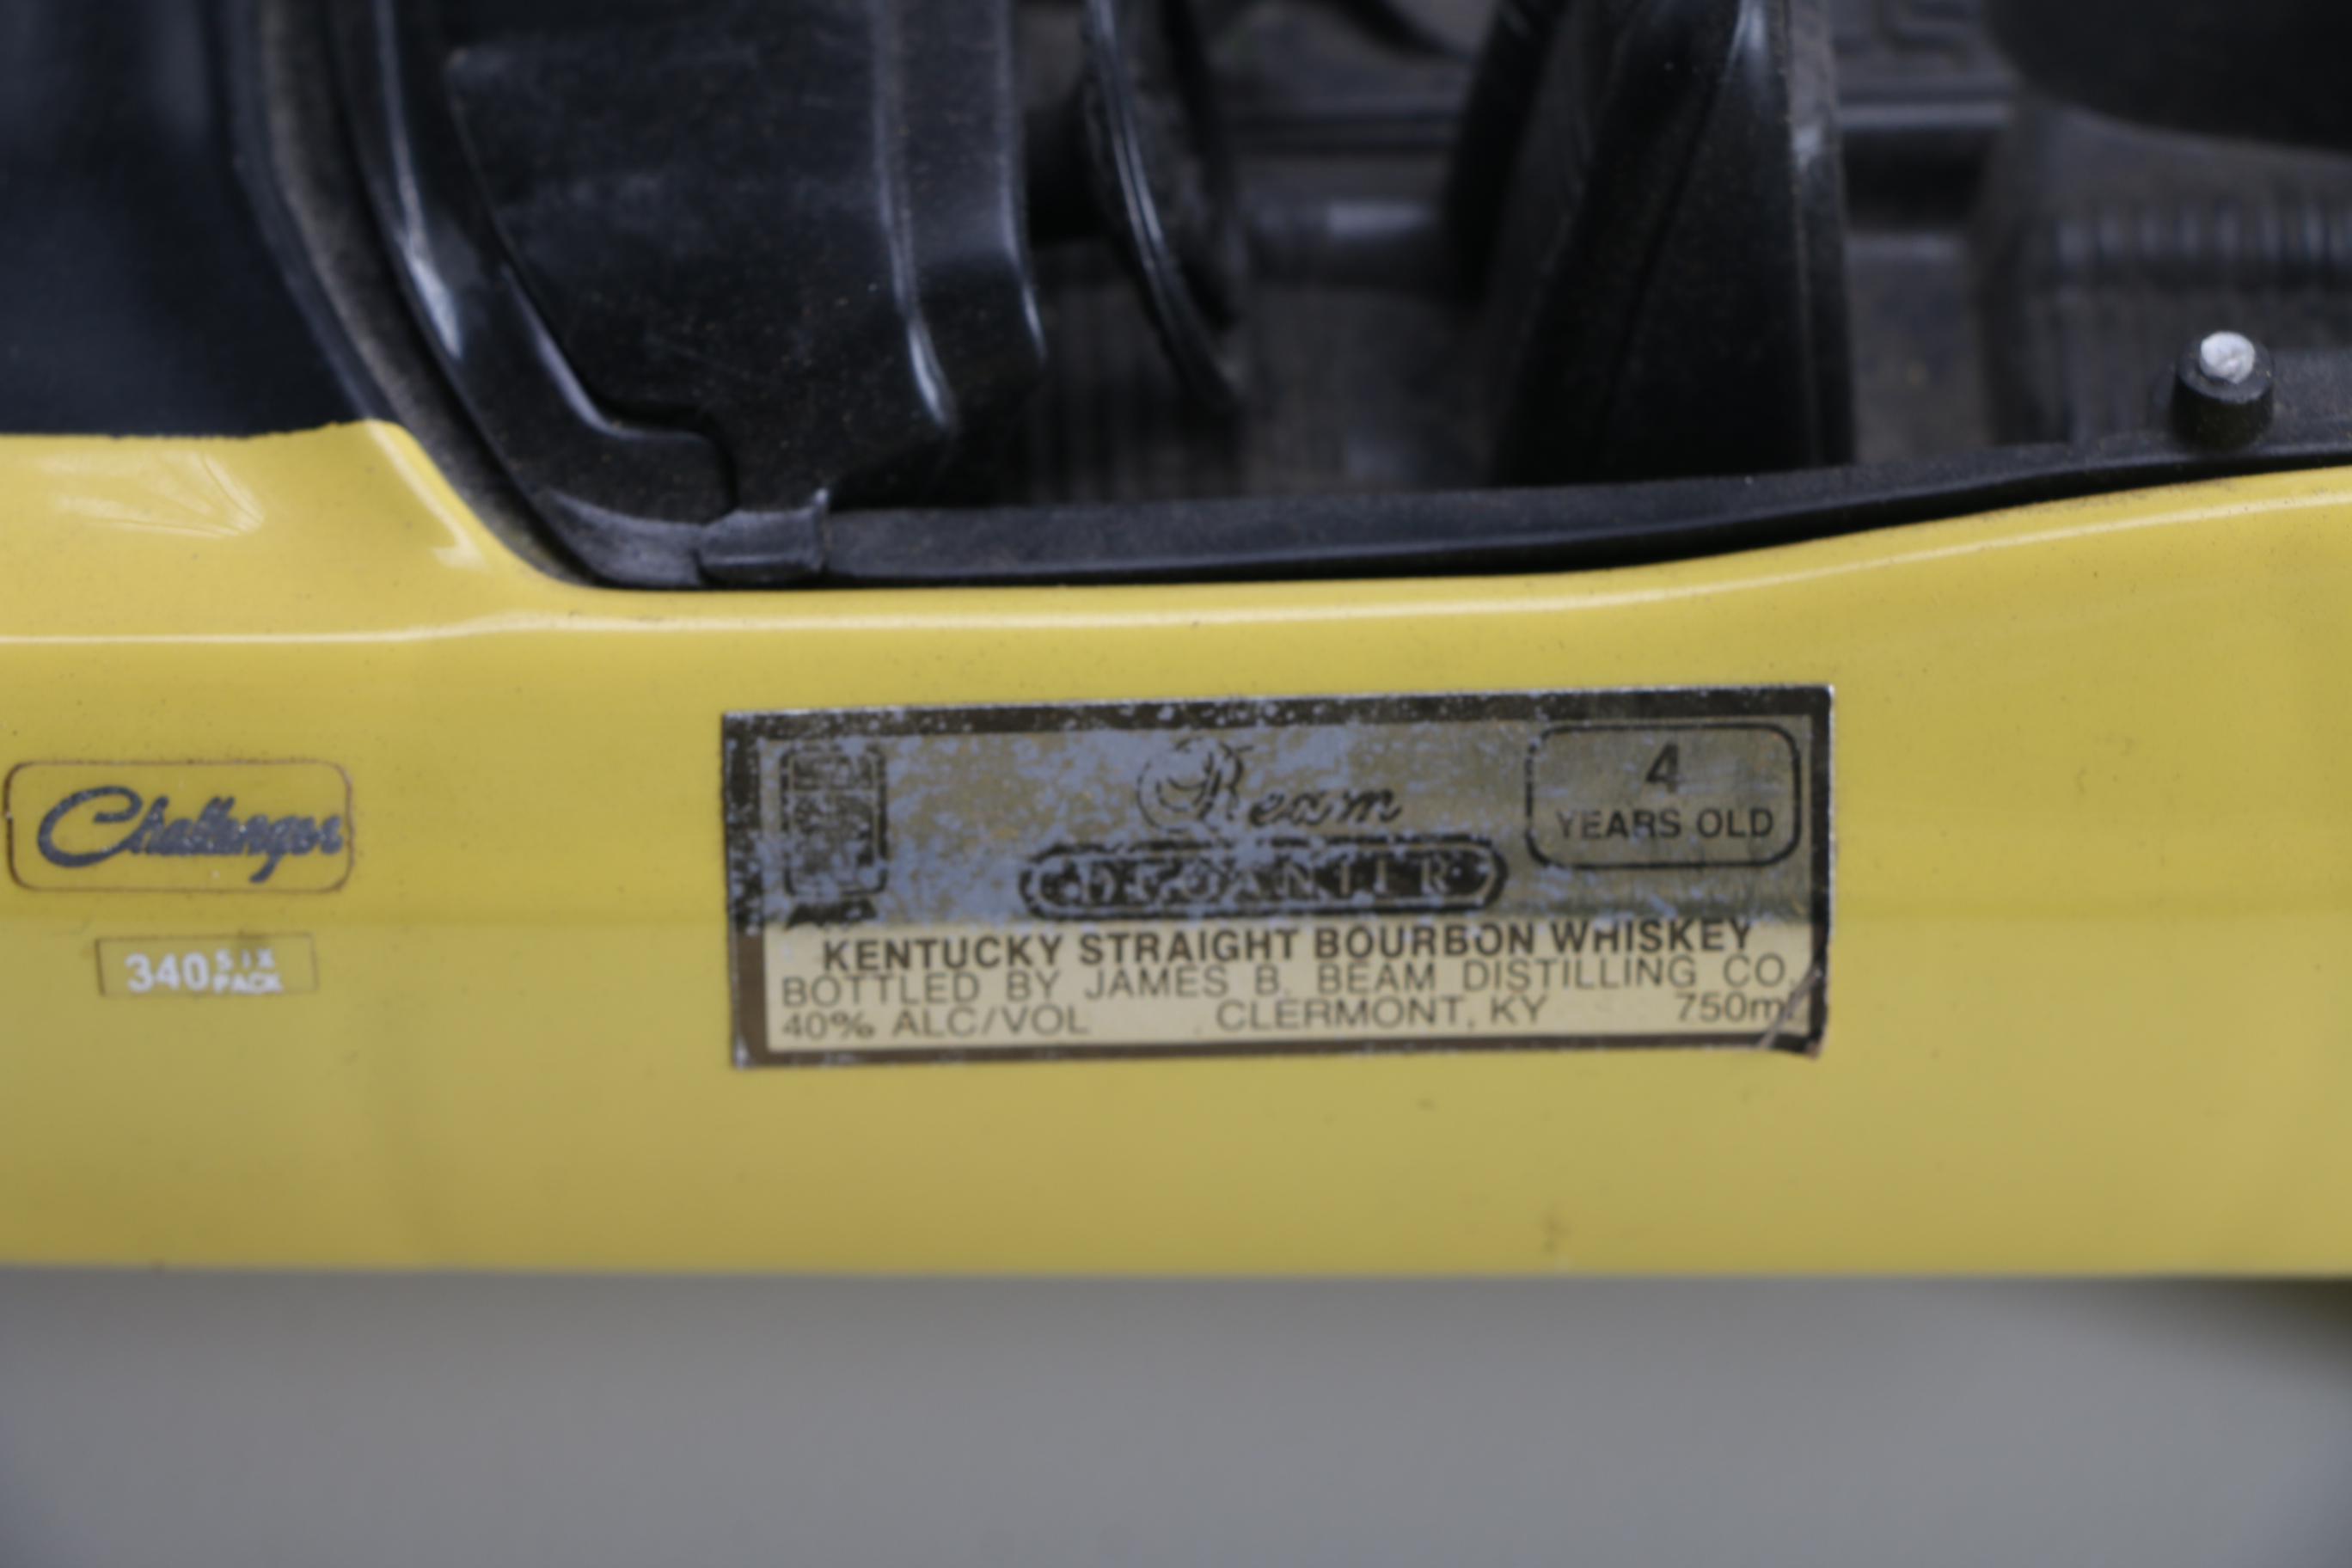 Challenger
340 SIX
PACK
Beam
DECANTER
4
YEARS OLD
KENTUCKY STRAIGHT BOURBON WHISKEY
BOTTLED BY JAMES B. BEAM DISTILLING CO.
40% ALC/VOL CLERMONT, KY 750ml